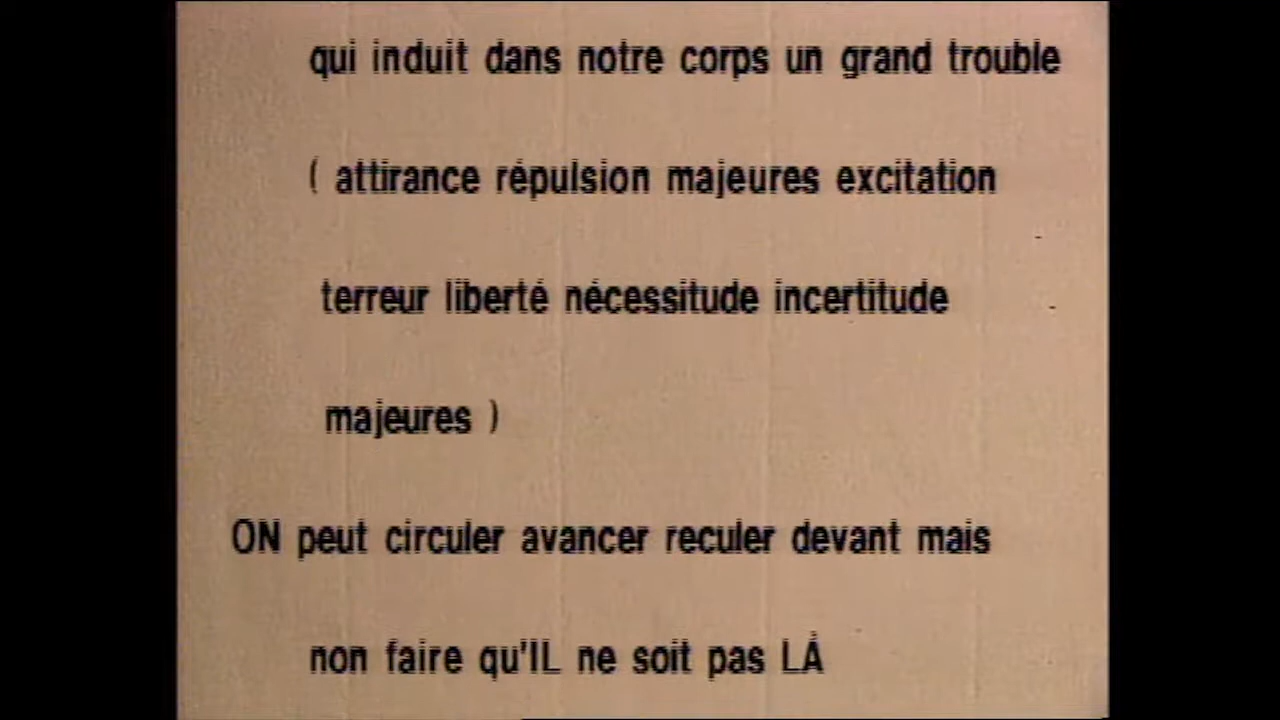 qui induit dans notre corps un grand trouble
( attirance répulsion majeures excitation
terreur liberté nécessitude incertitude
majeures )
ON peut circuler avancer reculer devant mais
non faire qu'IL ne soit pas LÀ